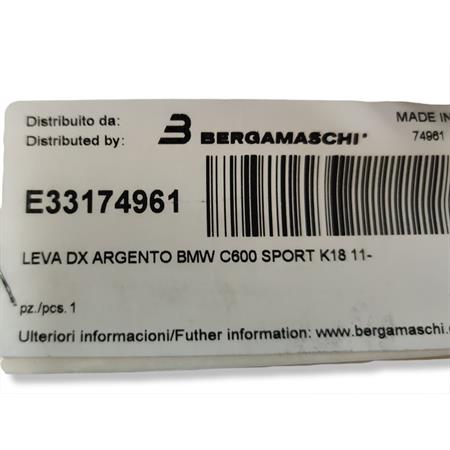 Distribuito da:
Distributed by:
BERGAMASCHI®
MADE IN
74961
E33174961
LEVA DX ARGENTO BMW C600 SPORT K18 11-
pz./pcs. 1
Ulteriori informacioni/Futher information: www.bergamaschi.